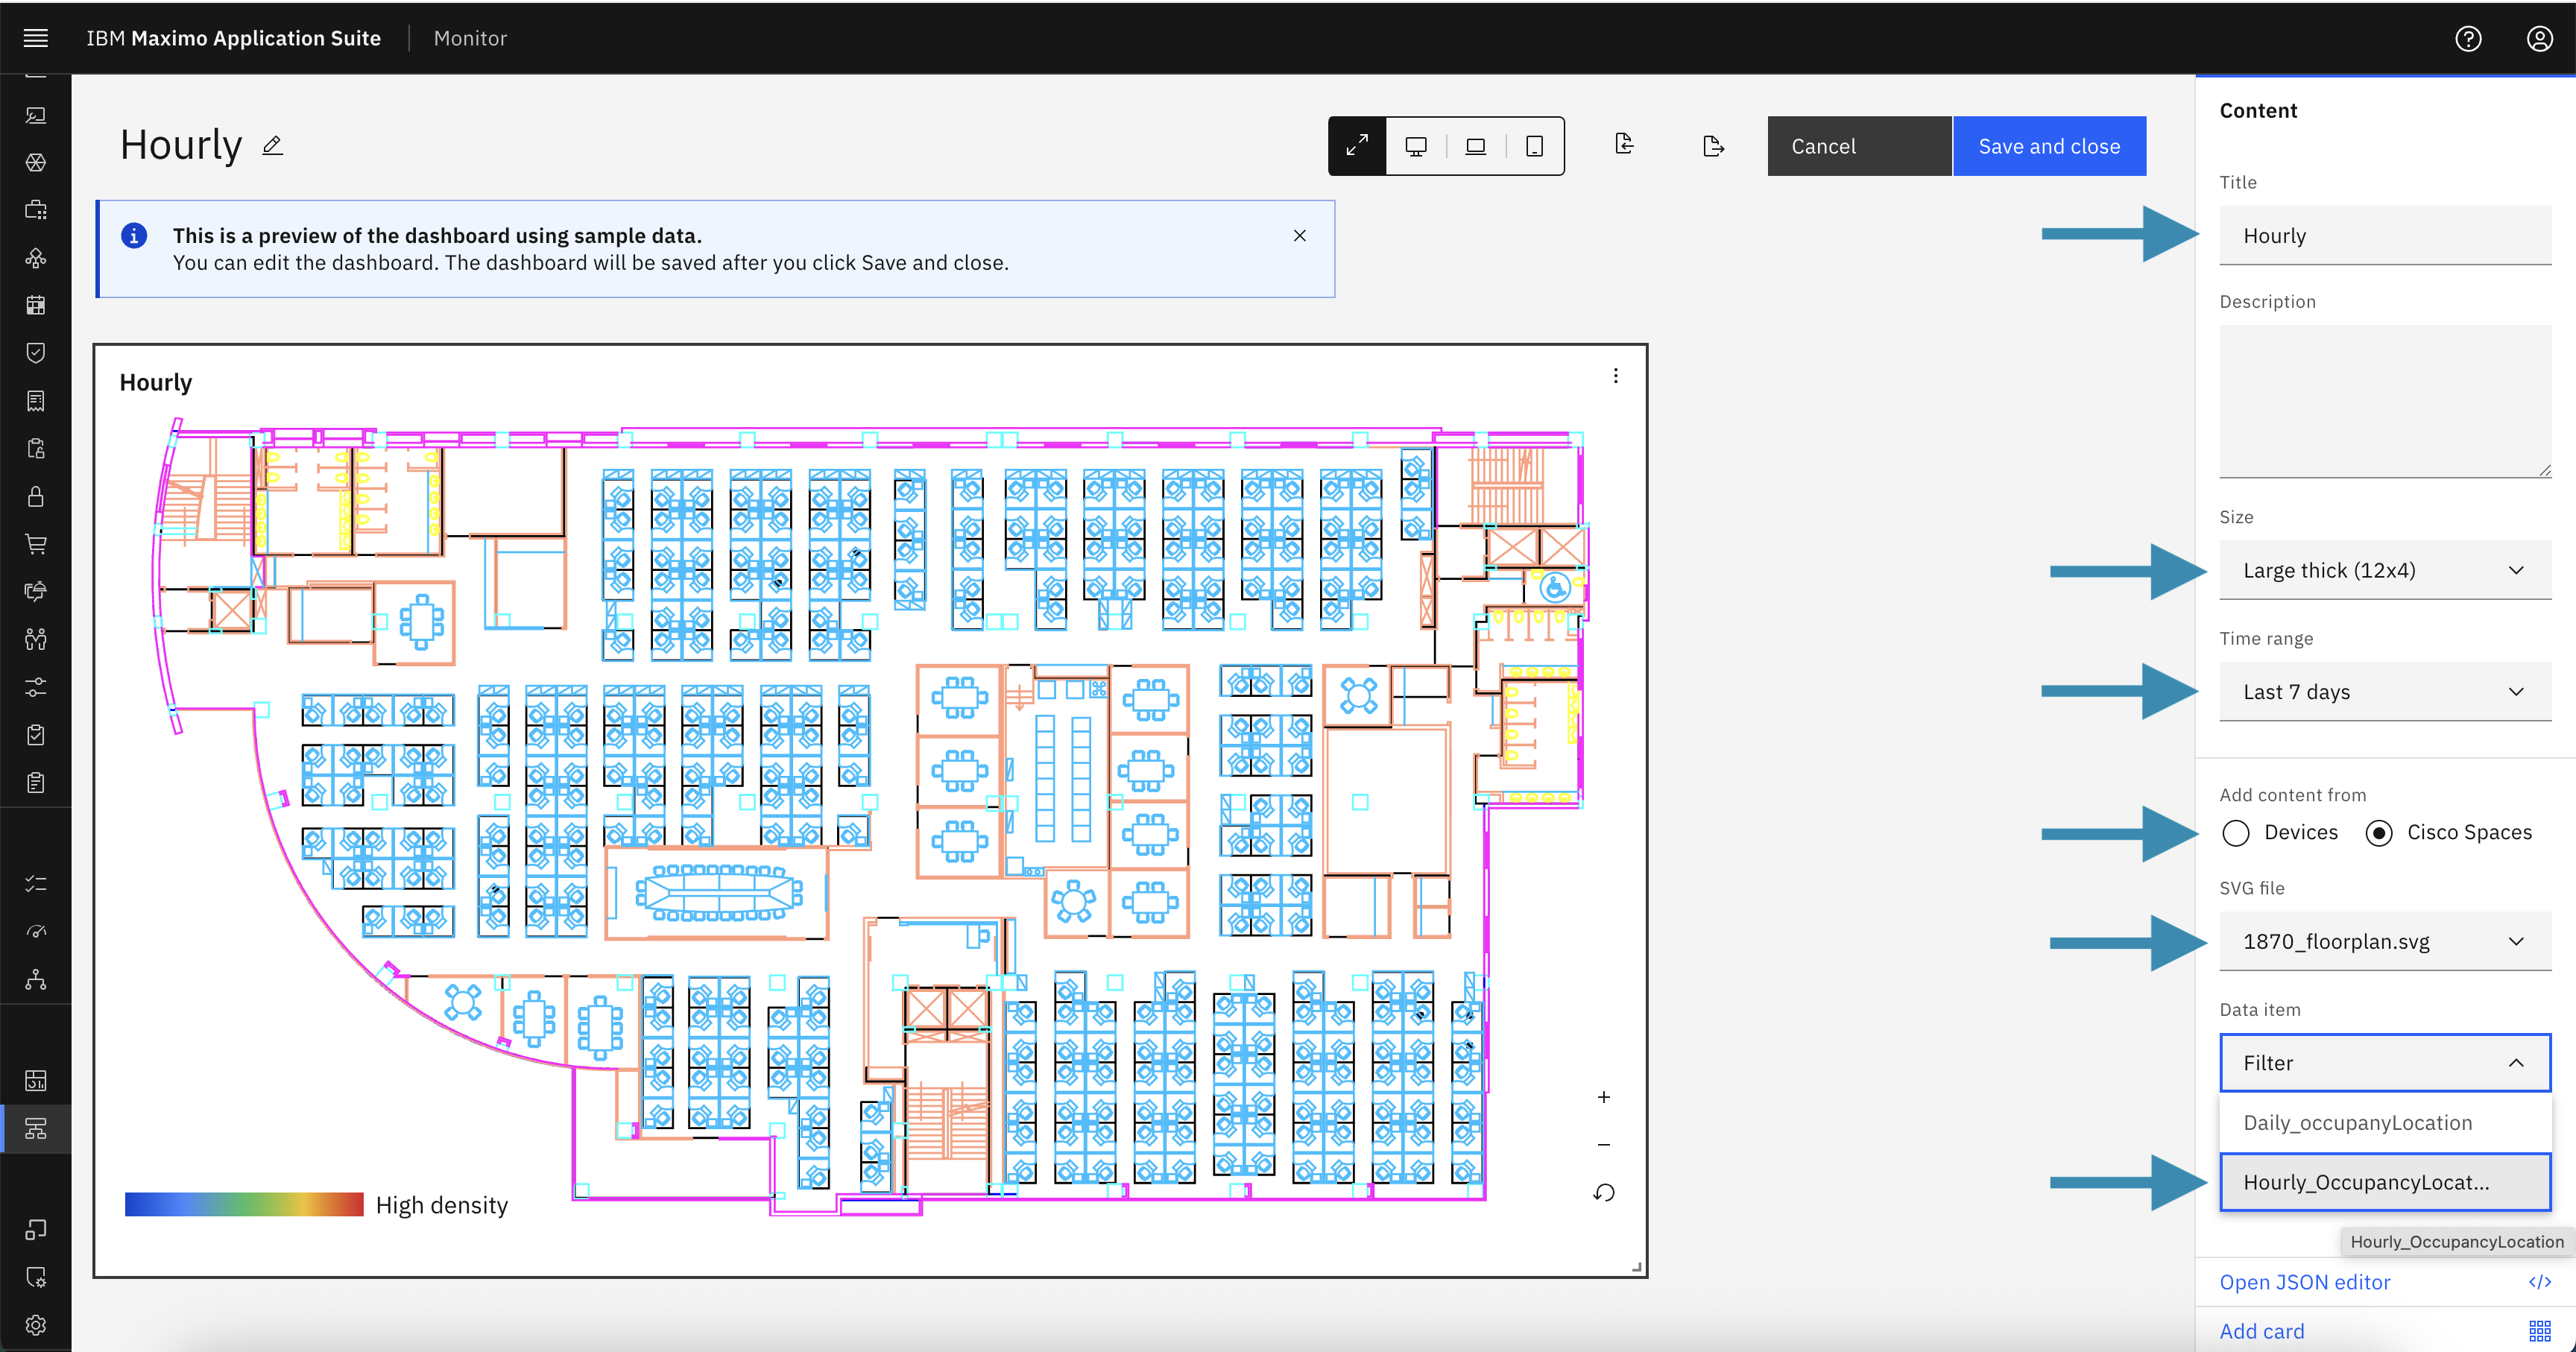 IBM Maximo Application Suite
Monitor
Hourly
Cancel
Save and close
This is a preview of the dashboard using sample data.
You can edit the dashboard. The dashboard will be saved after you click Save and close.
Hourly
High density
Content
Title
Hourly
Description
Size
Large thick (12x4)
Time range
Last 7 days
Add content from
Devices
Cisco Spaces
SVG file
1870_floorplan.svg
Data item
Filter
Daily_occupanyLocation
Hourly_OccupancyLocat...
Hourly_OccupancyLocation
Open JSON editor
</>
Add card